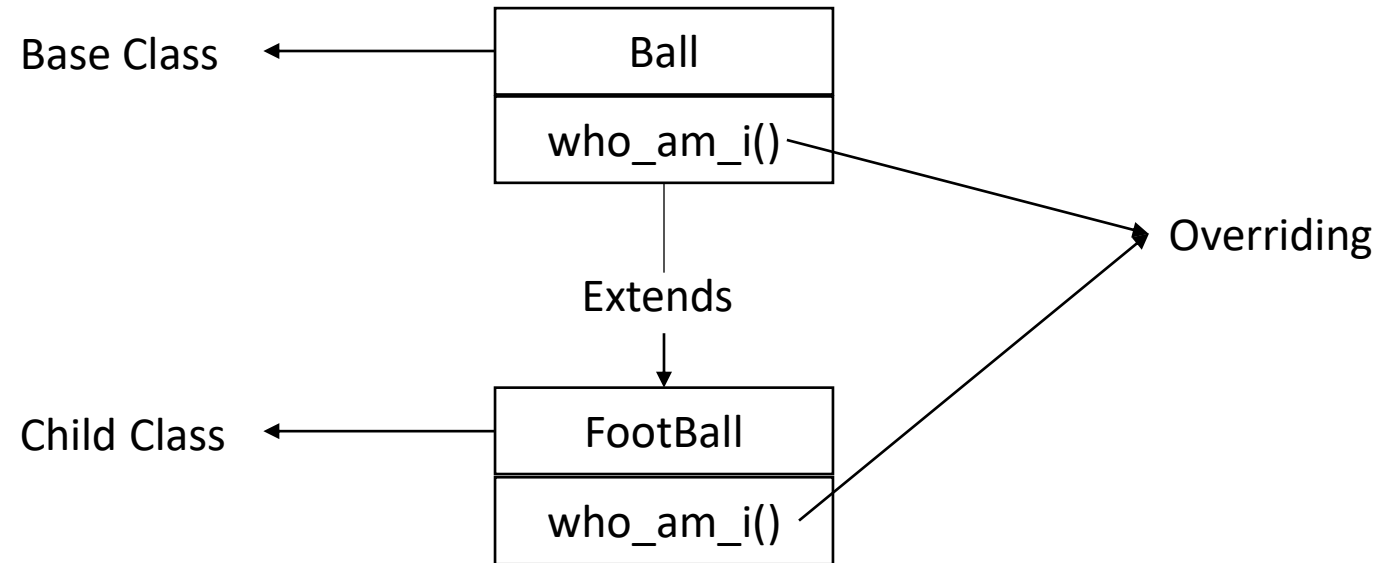 Base Class
Ball
who_am_i()
Overriding
Extends
Child Class
FootBall
who_am_i()